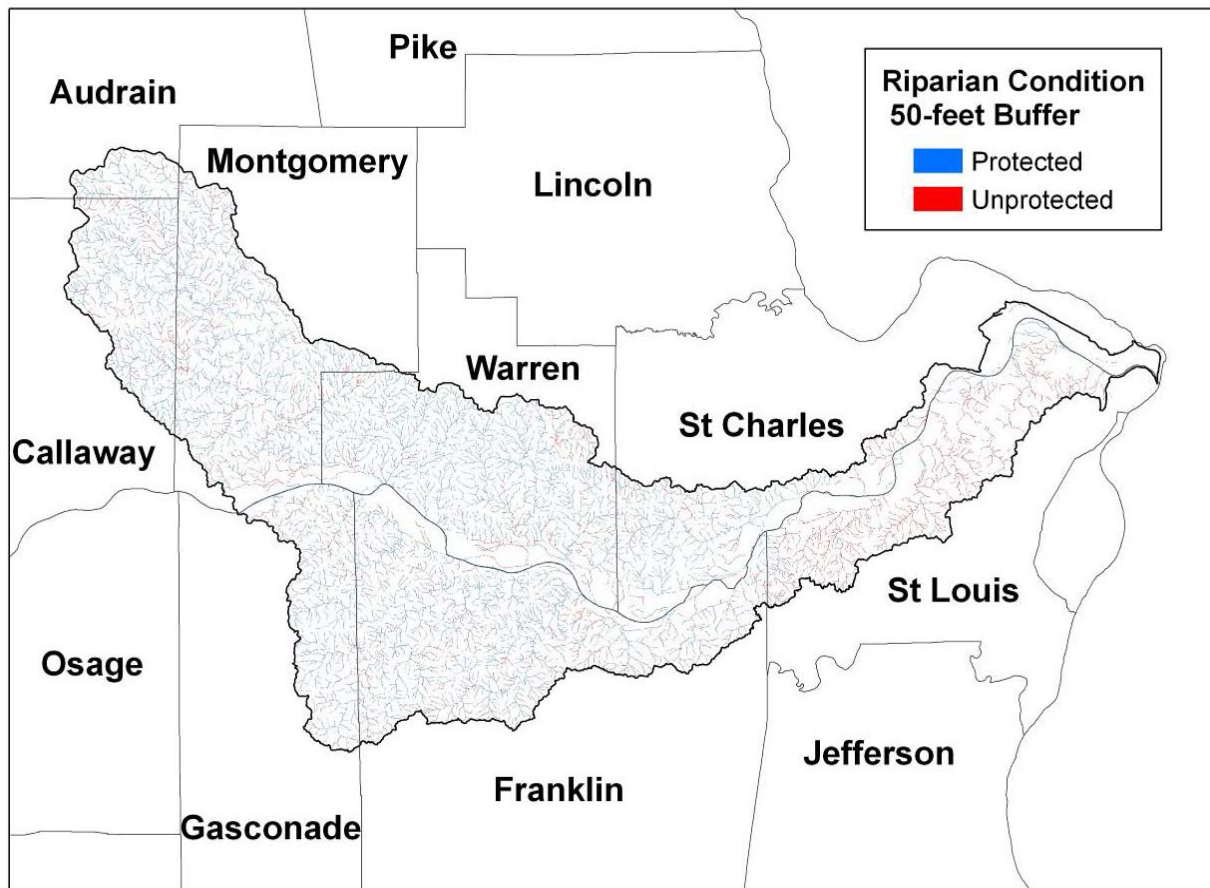 Pike
Audrain
Riparian Condition
50-feet Buffer
Protected
Unprotected
Montgomery
Lincoln
Warren
St Charles
Callaway
St Louis
Osage
Jefferson
Franklin
Gasconade